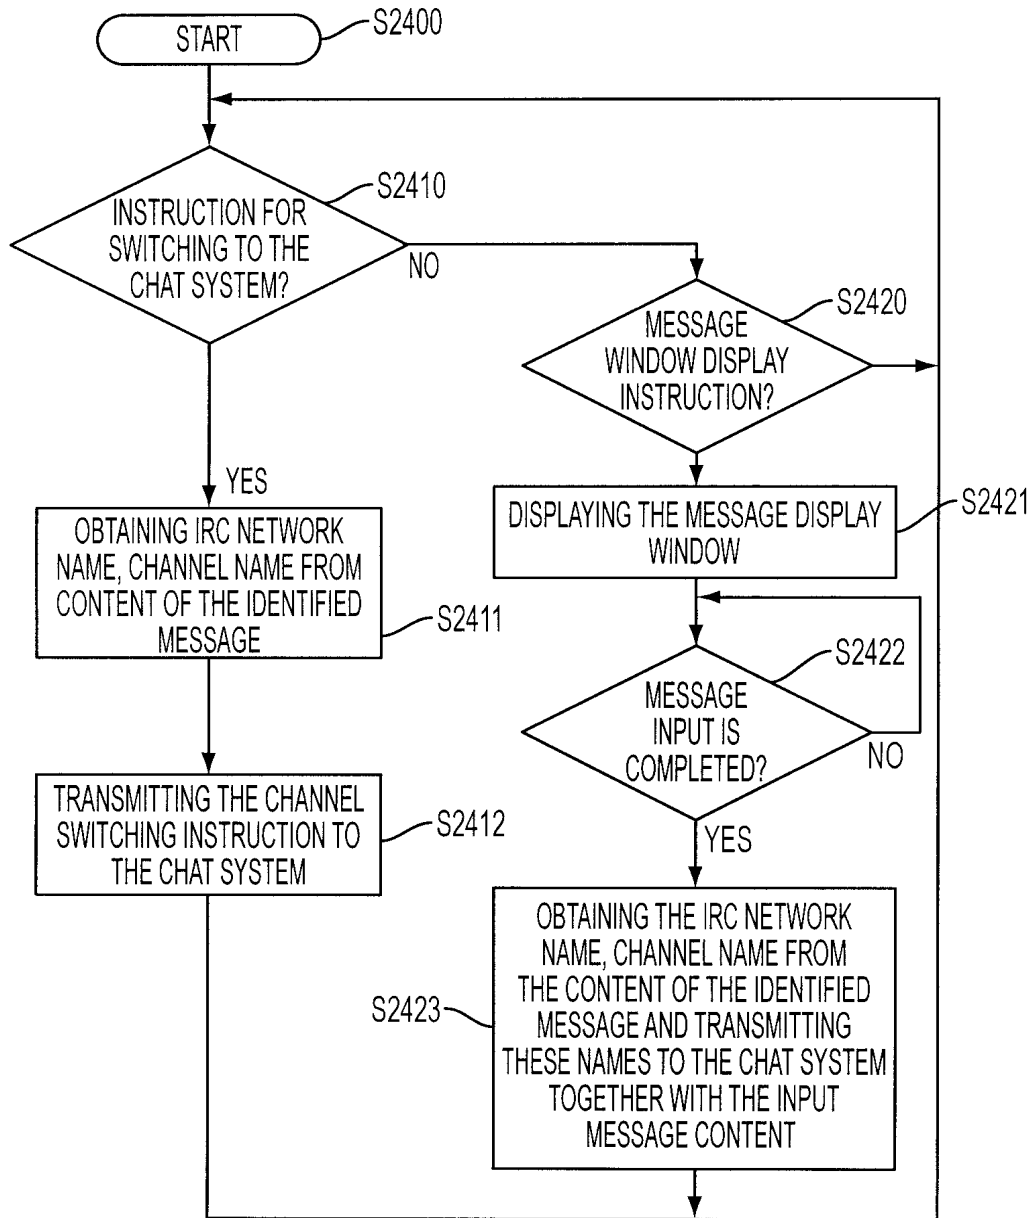 START
S2400
INSTRUCTION FOR
SWITCHING TO THE
CHAT SYSTEM?
S2410
NO
MESSAGE
WINDOW DISPLAY
INSTRUCTION?
S2420
YES
DISPLAYING THE MESSAGE DISPLAY
WINDOW
S2421
OBTAINING IRC NETWORK
NAME, CHANNEL NAME FROM
CONTENT OF THE IDENTIFIED
MESSAGE
S2411
MESSAGE
INPUT IS
COMPLETED?
S2422
NO
TRANSMITTING THE CHANNEL
SWITCHING INSTRUCTION TO
THE CHAT SYSTEM
S2412
YES
OBTAINING THE IRC NETWORK
NAME, CHANNEL NAME FROM
THE CONTENT OF THE IDENTIFIED
MESSAGE AND TRANSMITTING
THESE NAMES TO THE CHAT SYSTEM
TOGETHER WITH THE INPUT
MESSAGE CONTENT
S2423